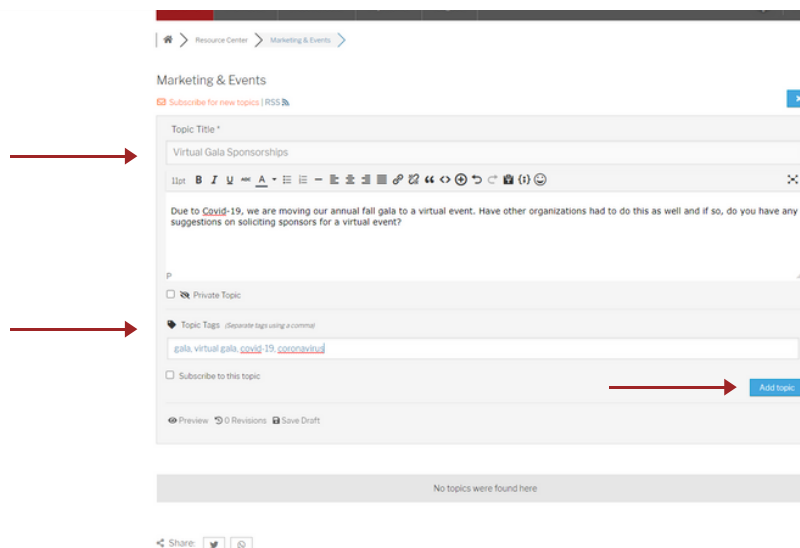 Resource Center Marketing & Events
Marketing & Events
Subscribe for new topics | RSS
Topic Title *
Virtual Gala Sponsorships
11pt B I U ABC A
Due to Covid-19, we are moving our annual fall gala to a virtual event. Have other organizations had to do this as well and if so, do you have any
suggestions on soliciting sponsors for a virtual event?
P
Private Topic
Topic Tags (Separate tags using a comma)
gala, virtual gala, covid-19, coronavirus
Subscribe to this topic
Add topic
Preview 0 Revisions Save Draft
No topics were found here
Share: